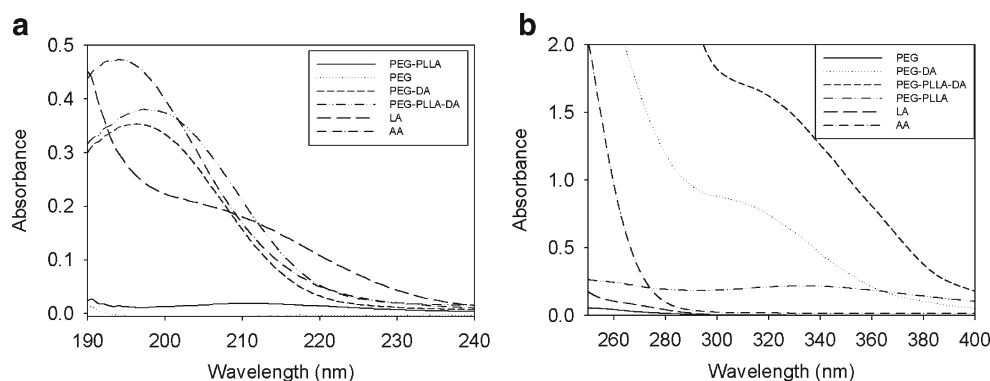 a
0.5
0.4
0.3
0.2
0.1
0.0
Absorbance
190 200 210 220 230 240
Wavelength (nm)
PEG-PLLA
PEG
PEG-DA
PEG-PLLA-DA
LA
AA
b
2.0
1.5
1.0
0.5
0.0
Absorbance
260 280 300 320 340 360 380 400
Wavelength (nm)
PEG
PEG-DA
PEG-PLLA-DA
PEG-PLLA
LA
AA